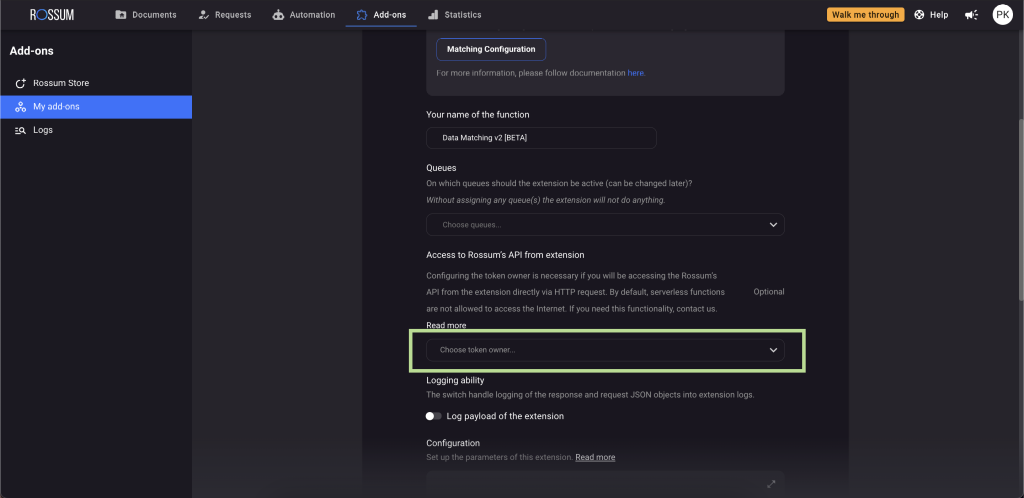 ROSSUM
Documents
Requests
Automation
Add-ons
Statistics
Walk me through
Help
PK
Add-ons
Rossum Store
My add-ons
Logs
Matching Configuration
For more information, please follow documentation here.
Your name of the function
Data Matching v2 [BETA]
Queues
On which queues should the extension be active (can be changed later)?
Without assigning any queue(s) the extension will not do anything.
Choose queues...
Access to Rossum's API from extension
Configuring the token owner is necessary if you will be accessing the Rossum's
API from the extension directly via HTTP request. By default, serverless functions
Optional
are not allowed to access the Internet. If you need this functionality, contact us.
Read more
Choose token owner...
Logging ability
The switch handle logging of the response and request JSON objects into extension logs.
Log payload of the extension
Configuration
Set up the parameters of this extension. Read more